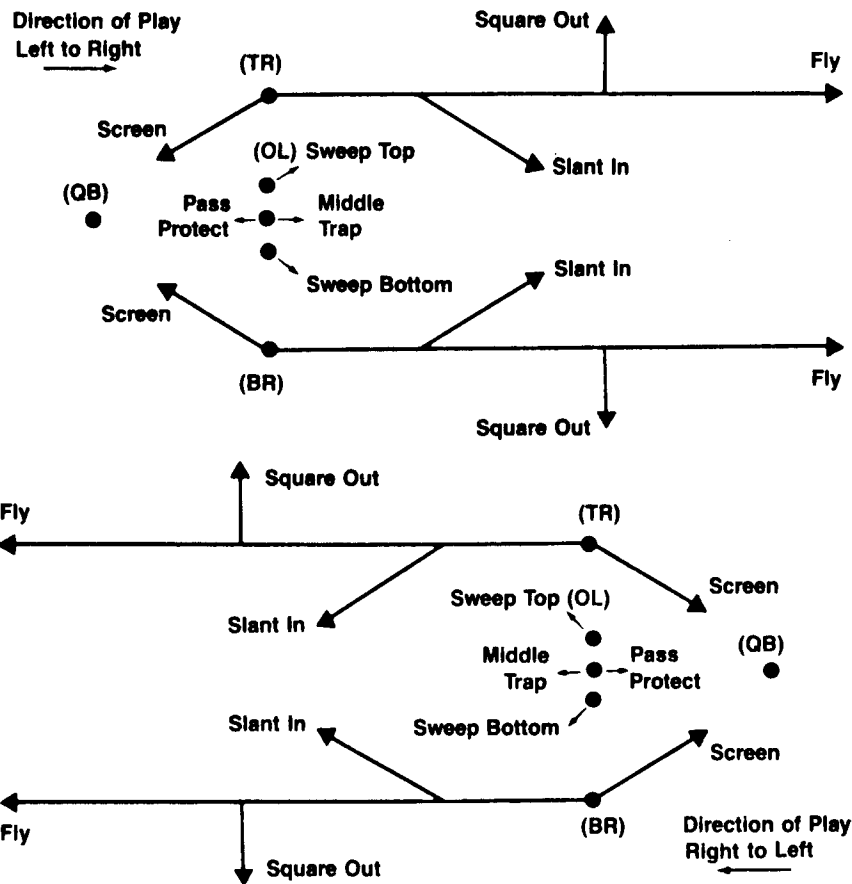 Direction of Play
Left to Right
Square Out
(TR)
Fly
Screen
(OL) Sweep Top
Slant In
(QB)
Pass
Protect
Middle
Trap
Slant In
Sweep Bottom
Screen
(BR)
Fly
Square Out
Square Out
Fly
(TR)
Screen
Sweep Top (OL)
Slant In
(QB)
Middle
Trap
Pass
Protect
Slant In
Sweep Bottom
Screen
Fly
(BR)
Direction of Play
Right to Left
Square Out